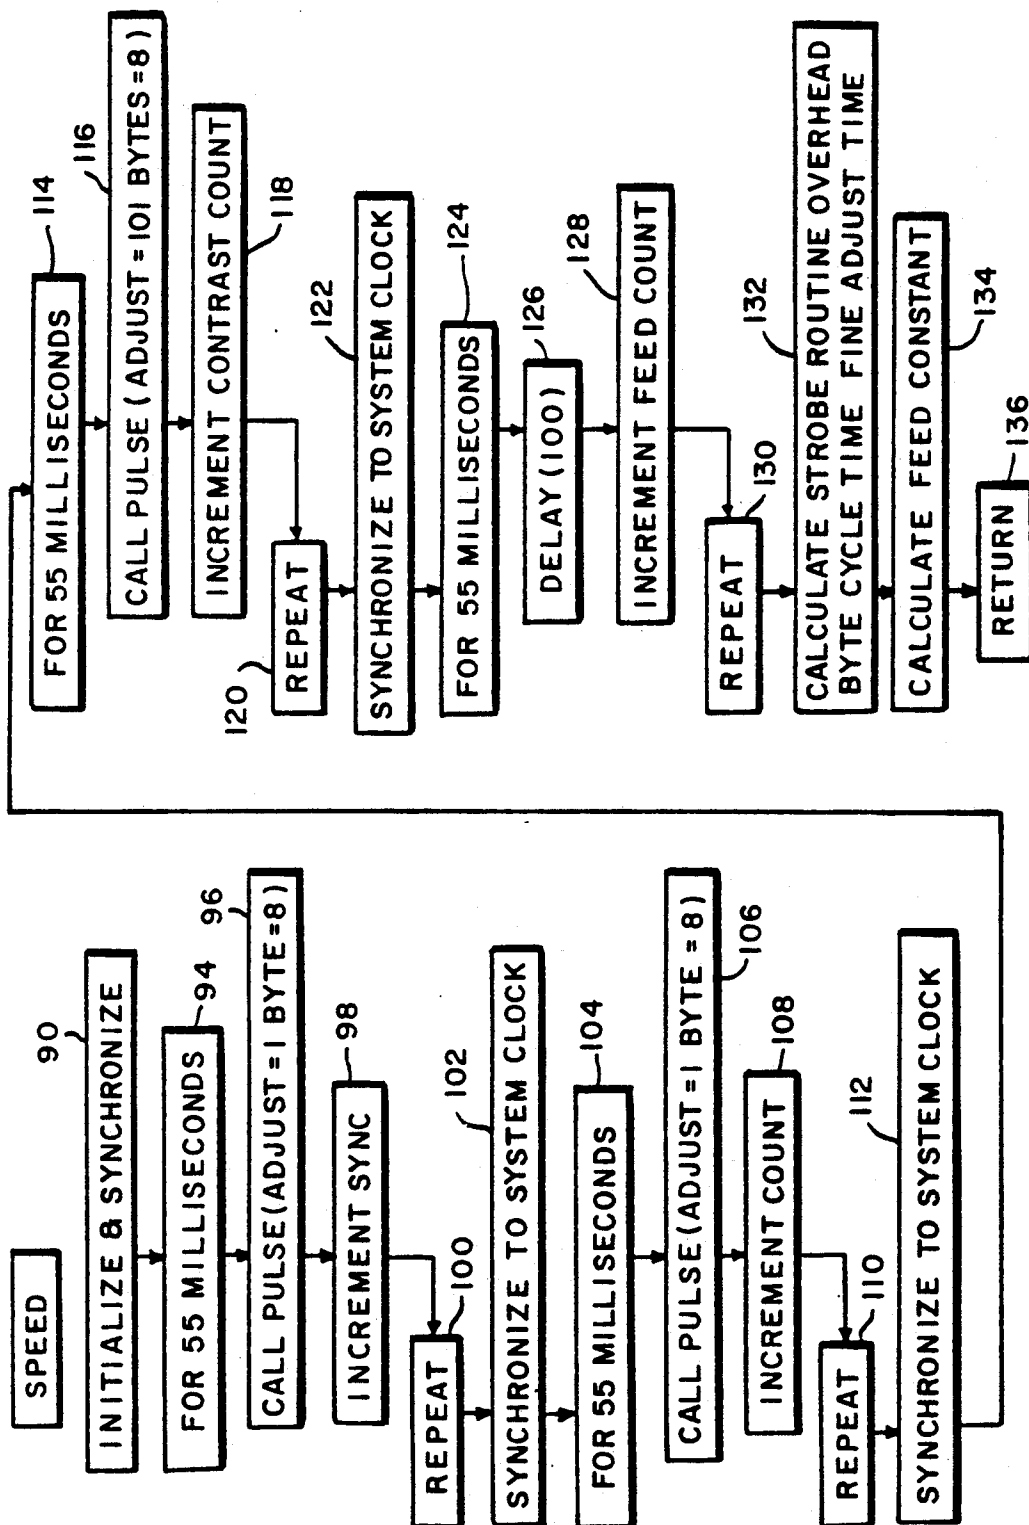 SPEED
90
INITIALIZE & SYNCHRONIZE
94
FOR 55 MILLISECONDS
96
CALL PULSE (ADJUST = 1 BYTE = 8)
98
INCREMENT SYNC
100
REPEAT
102
SYNCHRONIZE TO SYSTEM CLOCK
104
FOR 55 MILLISECONDS
106
CALL PULSE (ADJUST = 1 BYTE = 8)
108
INCREMENT COUNT
110
REPEAT
112
SYNCHRONIZE TO SYSTEM CLOCK
114
FOR 55 MILLISECONDS
116
CALL PULSE (ADJUST = 101 BYTES = 8)
118
INCREMENT CONTRAST COUNT
120
REPEAT
122
SYNCHRONIZE TO SYSTEM CLOCK
124
FOR 55 MILLISECONDS
126
DELAY (100)
128
INCREMENT FEED COUNT
130
REPEAT
132
CALCULATE STROBE ROUTINE OVERHEAD
BYTE CYCLE TIME FINE ADJUST TIME
134
CALCULATE FEED CONSTANT
136
RETURN